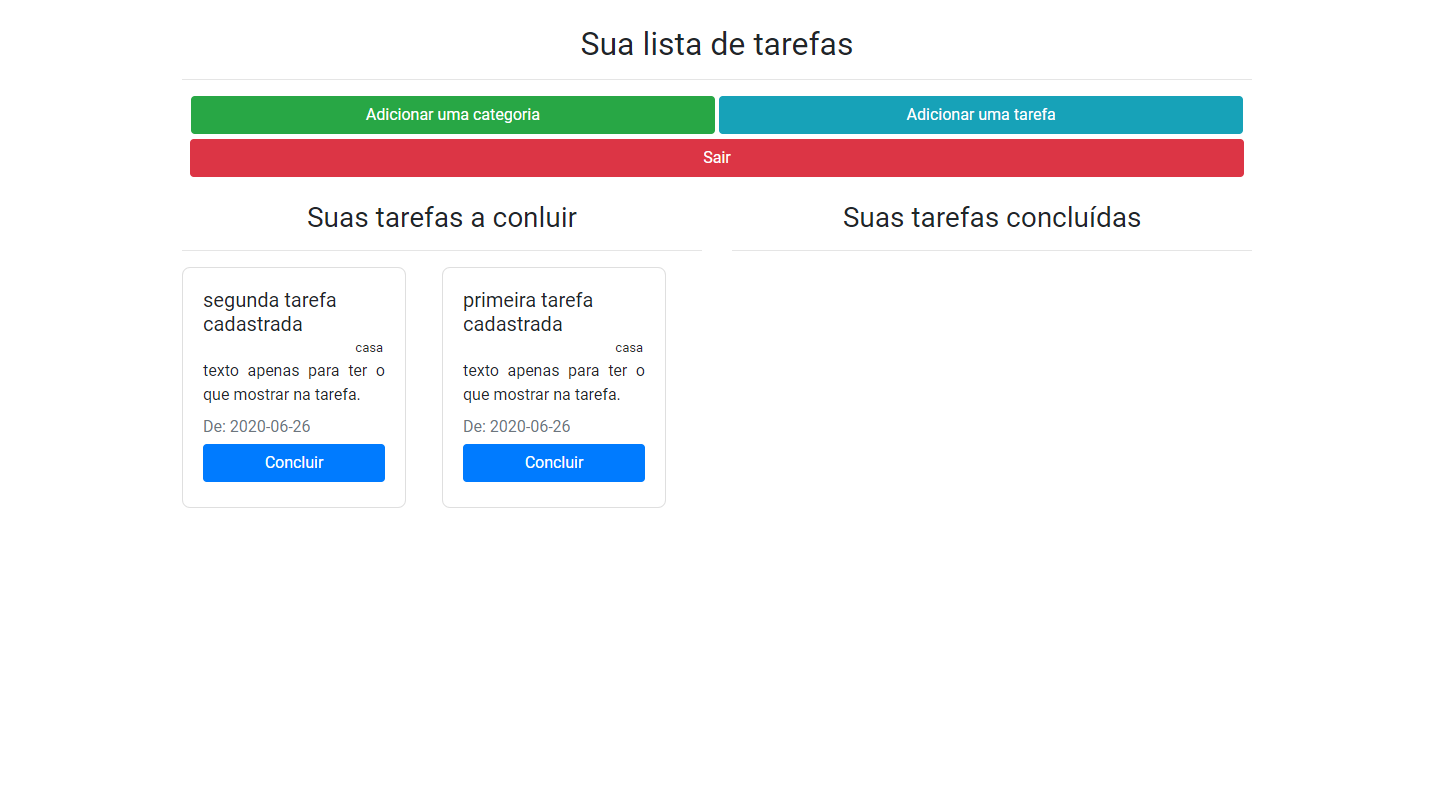 Sua lista de tarefas
Adicionar uma categoria
Adicionar uma tarefa
Sair
Suas tarefas a conluir
segunda tarefa
cadastrada
casa
texto apenas para ter o
que mostrar na tarefa.
De: 2020-06-26
Concluir
primeira tarefa
cadastrada
casa
texto apenas para ter o
que mostrar na tarefa.
De: 2020-06-26
Concluir
Suas tarefas concluídas